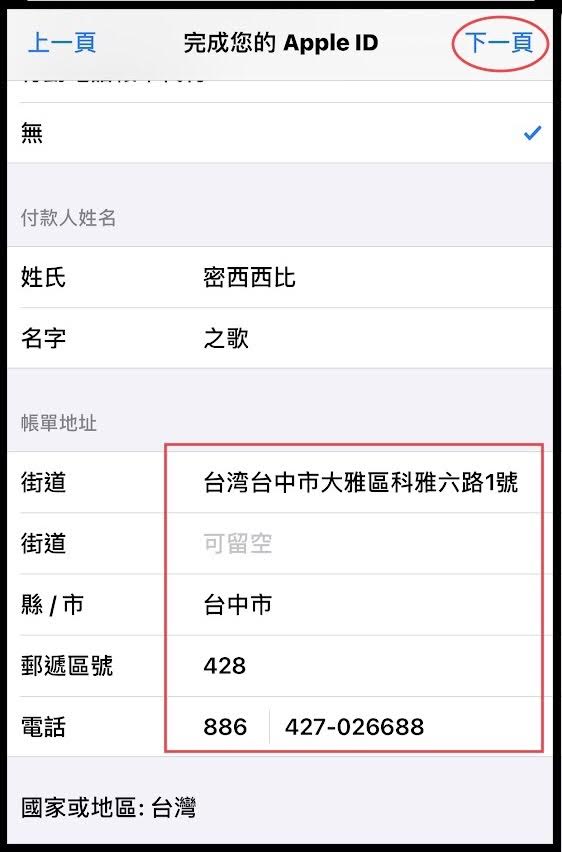 上一頁 完成您的 Apple ID 下一頁
無
付款人姓名
姓氏 密西西比
名字 之歌
帳單地址
街道 台湾台中市大雅區科雅六路1號
街道 可留空
縣 / 市 台中市
郵遞區號 428
電話 886 427-026688
國家或地區: 台灣